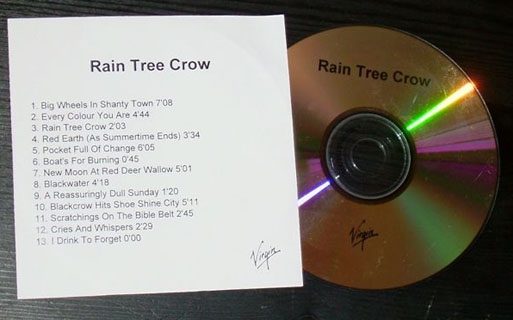 Rain Tree Crow
1. Big Wheels In Shanty Town 7'08
2. Every Colour You Are 4'44
3. Rain Tree Crow 2'03
4. Red Earth (As Summertime Ends) 3'34
5. Pocket Full Of Change 6'05
6. Boat's For Burning 0'45
7. New Moon At Red Deer Wallow 5'01
8. Blackwater 4'18
9. A Reassuringly Dull Sunday 1'20
10. Blackcrow Hits Shoe Shine City 5'11
11. Scratchings On The Bible Belt 2'45
12. Cries And Whispers 2'29
13. I Drink To Forget 0'00
Virgin
Rain Tree Crow
Virgin